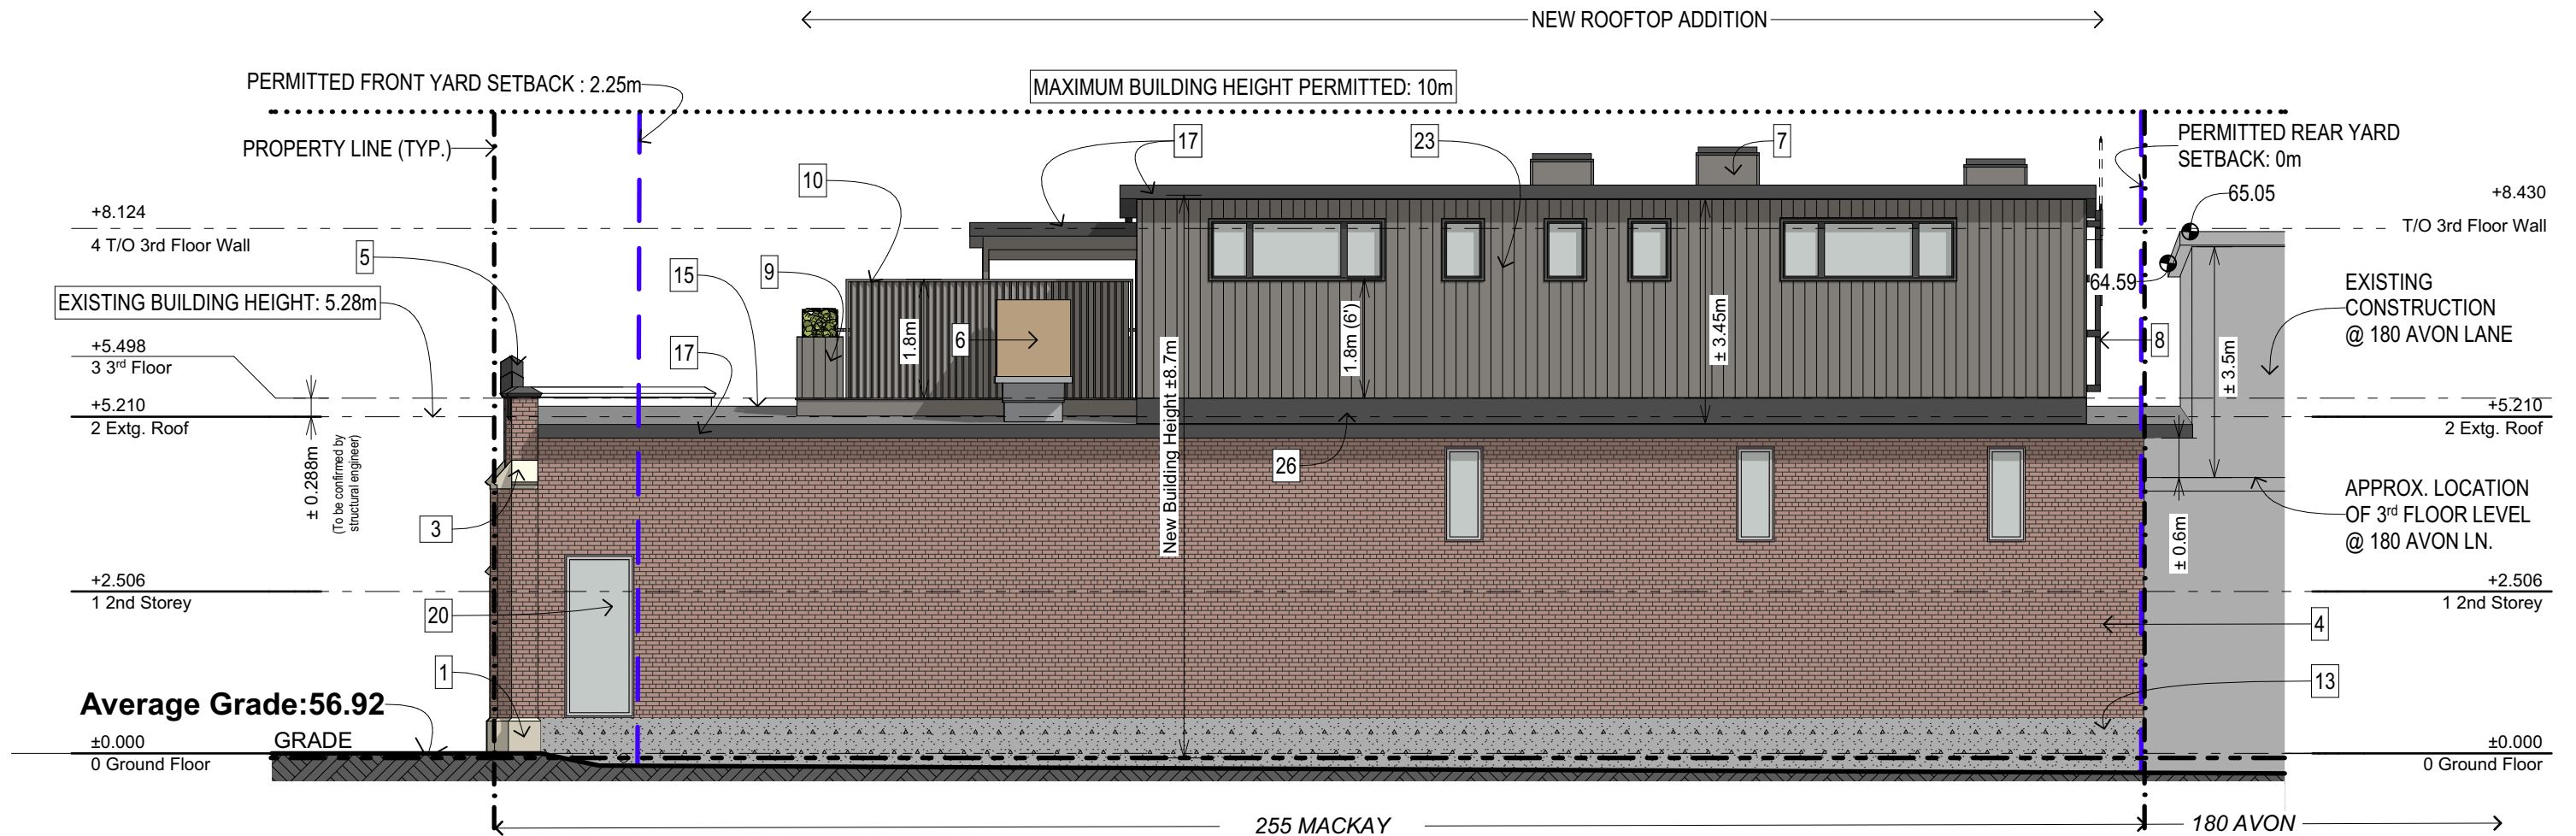 NEW ROOFTOP ADDITION
PERMITTED FRONT YARD SETBACK : 2.25m
MAXIMUM BUILDING HEIGHT PERMITTED: 10m
PROPERTY LINE (TYP.)
17
23
7
PERMITTED REAR YARD
SETBACK: 0m
10
65.05
+8.430
T/O 3rd Floor Wall
+8.124
4 T/O 3rd Floor Wall
5
15
9
64.59
EXISTING
CONSTRUCTION
@ 180 AVON LANE
EXISTING BUILDING HEIGHT: 5.28m
+5.498
3 3rd Floor
17
1.8m
6
1.8m (6')
± 3.45m
8
± 3.5m
+5.210
2 Extg. Roof
+5.210
2 Extg. Roof
± 0.288m
(To be confirmed by
structural engineer)
New Building Height ±8.7m
26
3
APPROX. LOCATION
OF 3rd FLOOR LEVEL
@ 180 AVON LN.
± 0.6m
+2.506
1 2nd Storey
20
+2.506
1 2nd Storey
4
1
13
Average Grade:56.92
GRADE
±0.000
0 Ground Floor
±0.000
0 Ground Floor
255 MACKAY
180 AVON